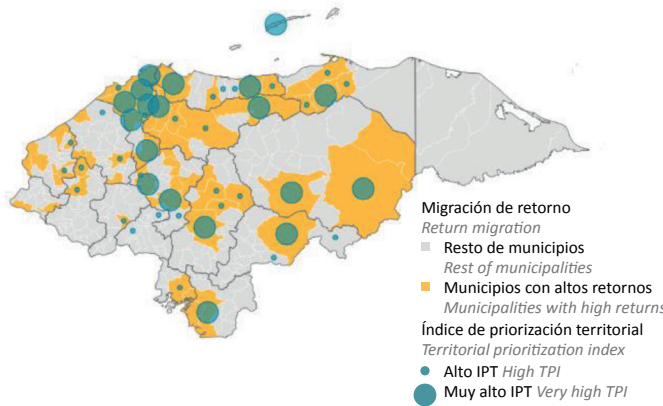 Migración de retorno
Return migration
Resto de municipios
Rest of municipalities
Municipios con altos retornos
Municipalities with high returns
Índice de priorización territorial
Territorial prioritization index
Alto IPT High TPI
Muy alto IPT Very high TPI